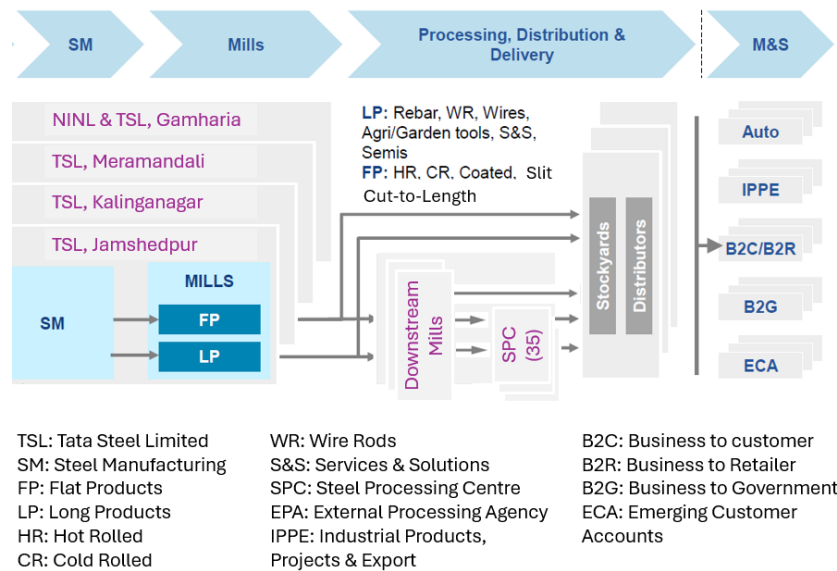 SM
Mills
Processing, Distribution &
Delivery
M&S
NINL & TSL, Gamharia
TSL, Meramandali
TSL, Kalinganagar
TSL, Jamshedpur
SM
MILLS
FP
LP
LP: Rebar, WR, Wires,
Agri/Garden tools, S&S,
Semis
FP: HR, CR, Coated, Slit
Cut-to-Length
Downstream
Mills
SPC
(35)
Stockyards
Distributors
Auto
IPPE
B2C/B2R
B2G
ECA
TSL: Tata Steel Limited
SM: Steel Manufacturing
FP: Flat Products
LP: Long Products
HR: Hot Rolled
CR: Cold Rolled
WR: Wire Rods
S&S: Services & Solutions
SPC: Steel Processing Centre
EPA: External Processing Agency
IPPE: Industrial Products,
Projects & Export
B2C: Business to customer
B2R: Business to Retailer
B2G: Business to Government
ECA: Emerging Customer
Accounts